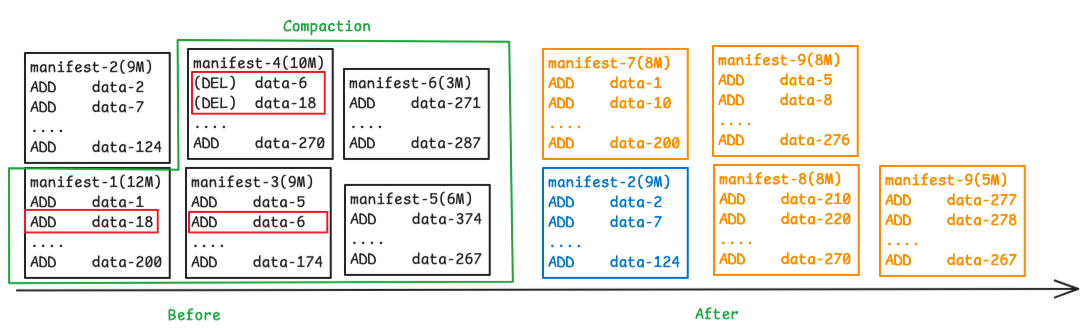 Compaction
manifest-2(9M)
ADD data-2
ADD data-7
....
ADD data-124
manifest-4(10M)
(DEL) data-6
(DEL) data-18
....
ADD data-270
manifest-6(3M)
ADD data-271
....
ADD data-287
manifest-1(12M)
ADD data-1
ADD data-18
....
ADD data-200
manifest-3(9M)
ADD data-5
ADD data-6
....
ADD data-174
manifest-5(6M)
ADD data-374
....
ADD data-267
Before
manifest-7(8M)
ADD data-1
ADD data-10
....
ADD data-200
manifest-9(8M)
ADD data-5
ADD data-8
....
ADD data-276
manifest-2(9M)
ADD data-2
ADD data-7
....
ADD data-124
manifest-8(8M)
ADD data-210
ADD data-220
....
ADD data-270
manifest-9(5M)
ADD data-277
ADD data-278
....
ADD data-267
After